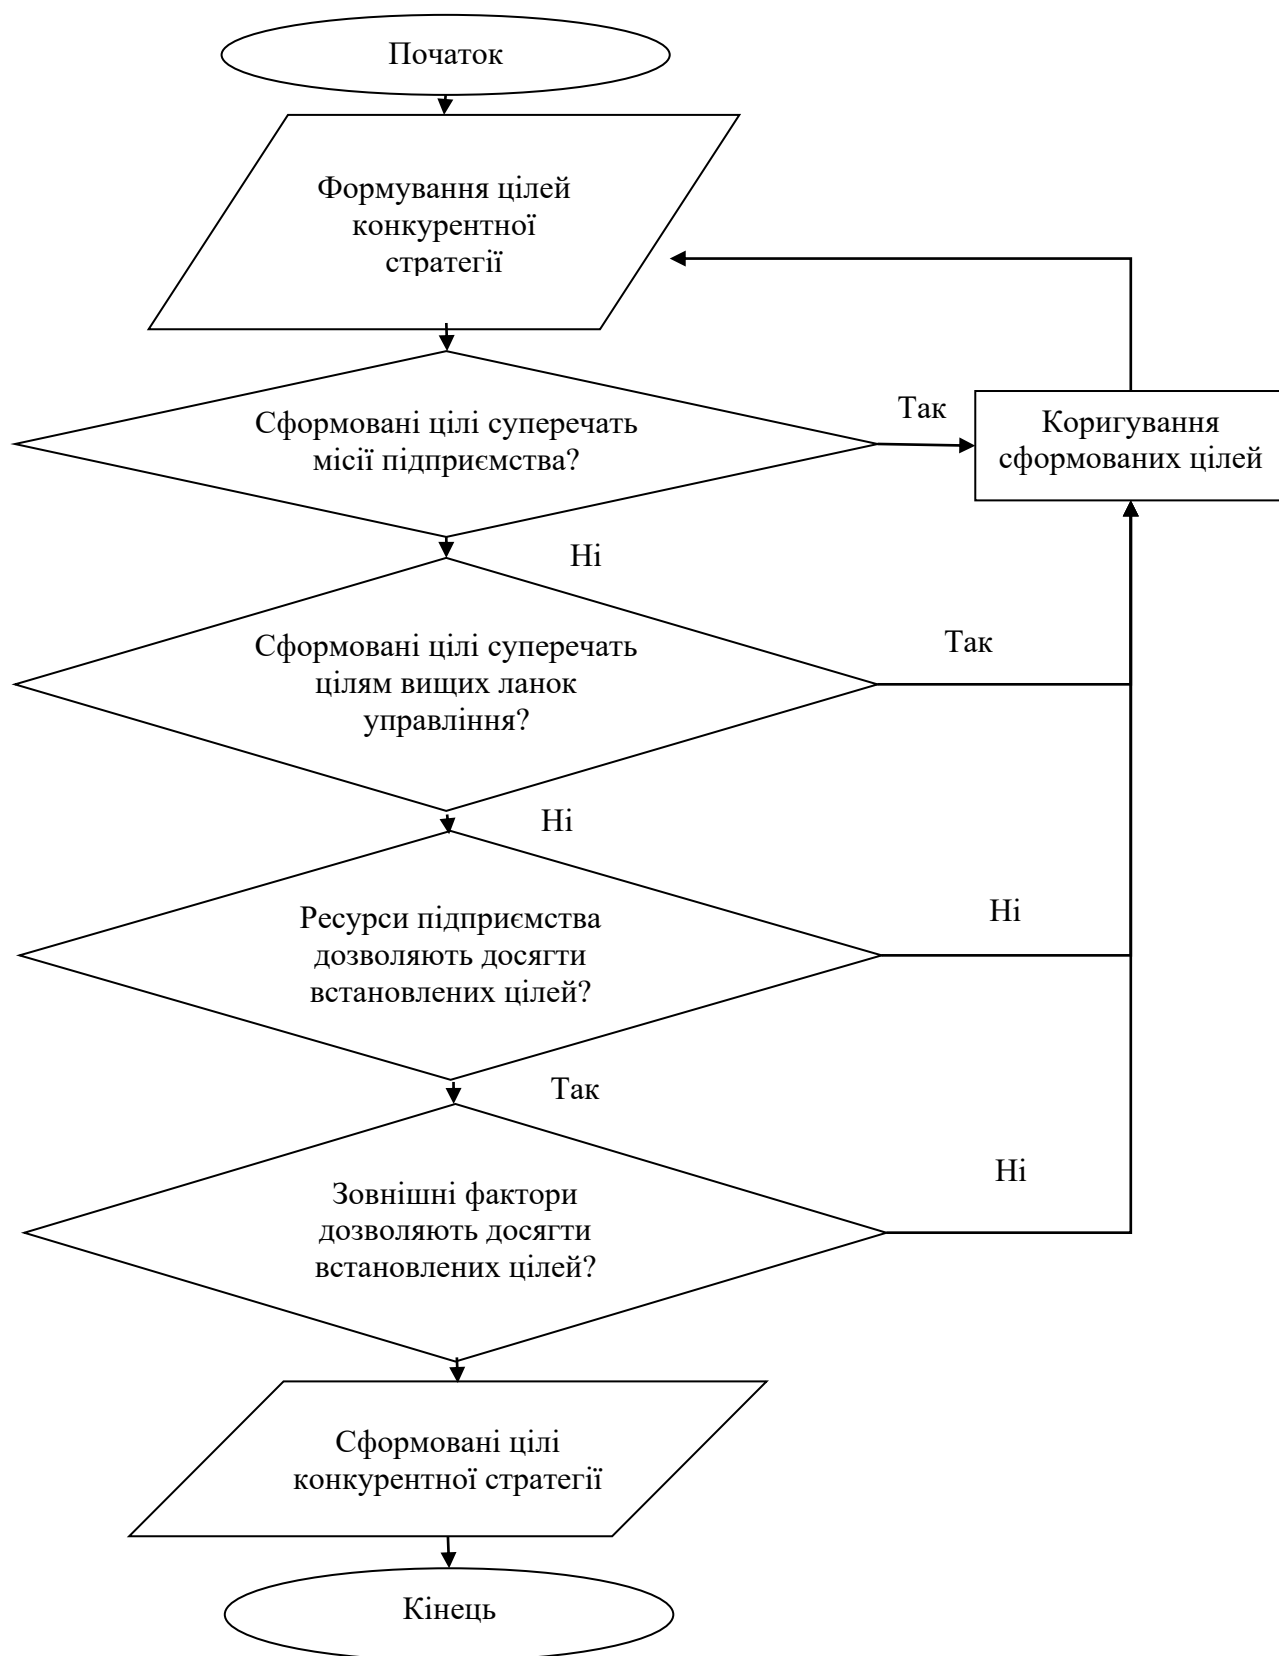 Початок
Формування цілей
конкурентної
стратегії
Сформовані цілі суперечать
місії підприємства?
Так
Коригування
сформованих цілей
Ні
Сформовані цілі суперечать
цілям вищих ланок
управління?
Так
Ні
Ресурси підприємства
дозволяють досягти
встановлених цілей?
Ні
Так
Зовнішні фактори
дозволяють досягти
встановлених цілей?
Ні
Сформовані цілі
конкурентної стратегії
Кінець